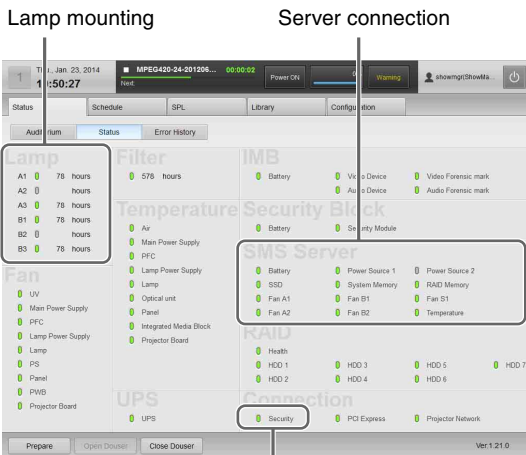 Lamp mounting
Server connection
1
Thu., Jan. 23, 2014
19:50:27
MPEG420-24-201206... 00:00:02
Next:
Power ON
0
Warning
showmgr(ShowMa...
Status Schedule SPL Library Configuration
Auditorium Status Error History
Lamp
A1 78 hours
A2 hours
A3 78 hours
B1 78 hours
B2 hours
B3 78 hours
Fan
UV
Main Power Supply
PFC
Lamp Power Supply
Lamp
PS
Panel
PWB
Projector Board
Filter
578 hours
Temperature
Air
Main Power Supply
PFC
Lamp Power Supply
Lamp
Optical unit
Panel
Integrated Media Block
Projector Board
UPS
UPS
IMB
Battery Video Device Video Forensic mark
Audio Device Audio Forensic mark
Security Block
Battery Security Module
SMS Server
Battery Power Source 1 Power Source 2
SSD System Memory RAID Memory
Fan A1 Fan B1 Fan S1
Fan A2 Fan B2 Temperature
RAID
Health
HDD 1 HDD 3 HDD 5 HDD 7
HDD 2 HDD 4 HDD 6
Connection
Security PCI Express Projector Network
Prepare Open Douser Close Douser Ver:1.21.0